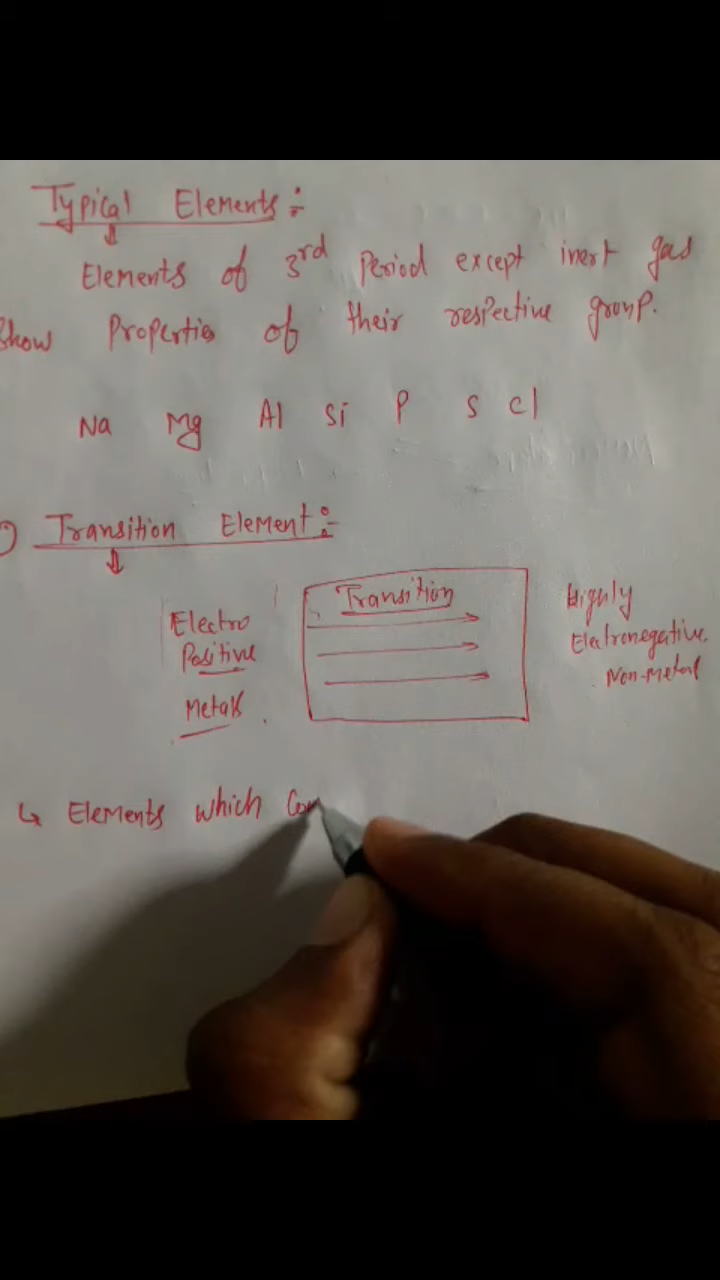 Typical Elements :-
Elements of 3rd Period except inert gas
Show Properties of their respective group.
Na Mg Al Si P S Cl
Transition Element :-
Electro
Positive
Metals
Transition
Highly
Electronegative
Non-Metal
↳ Elements which